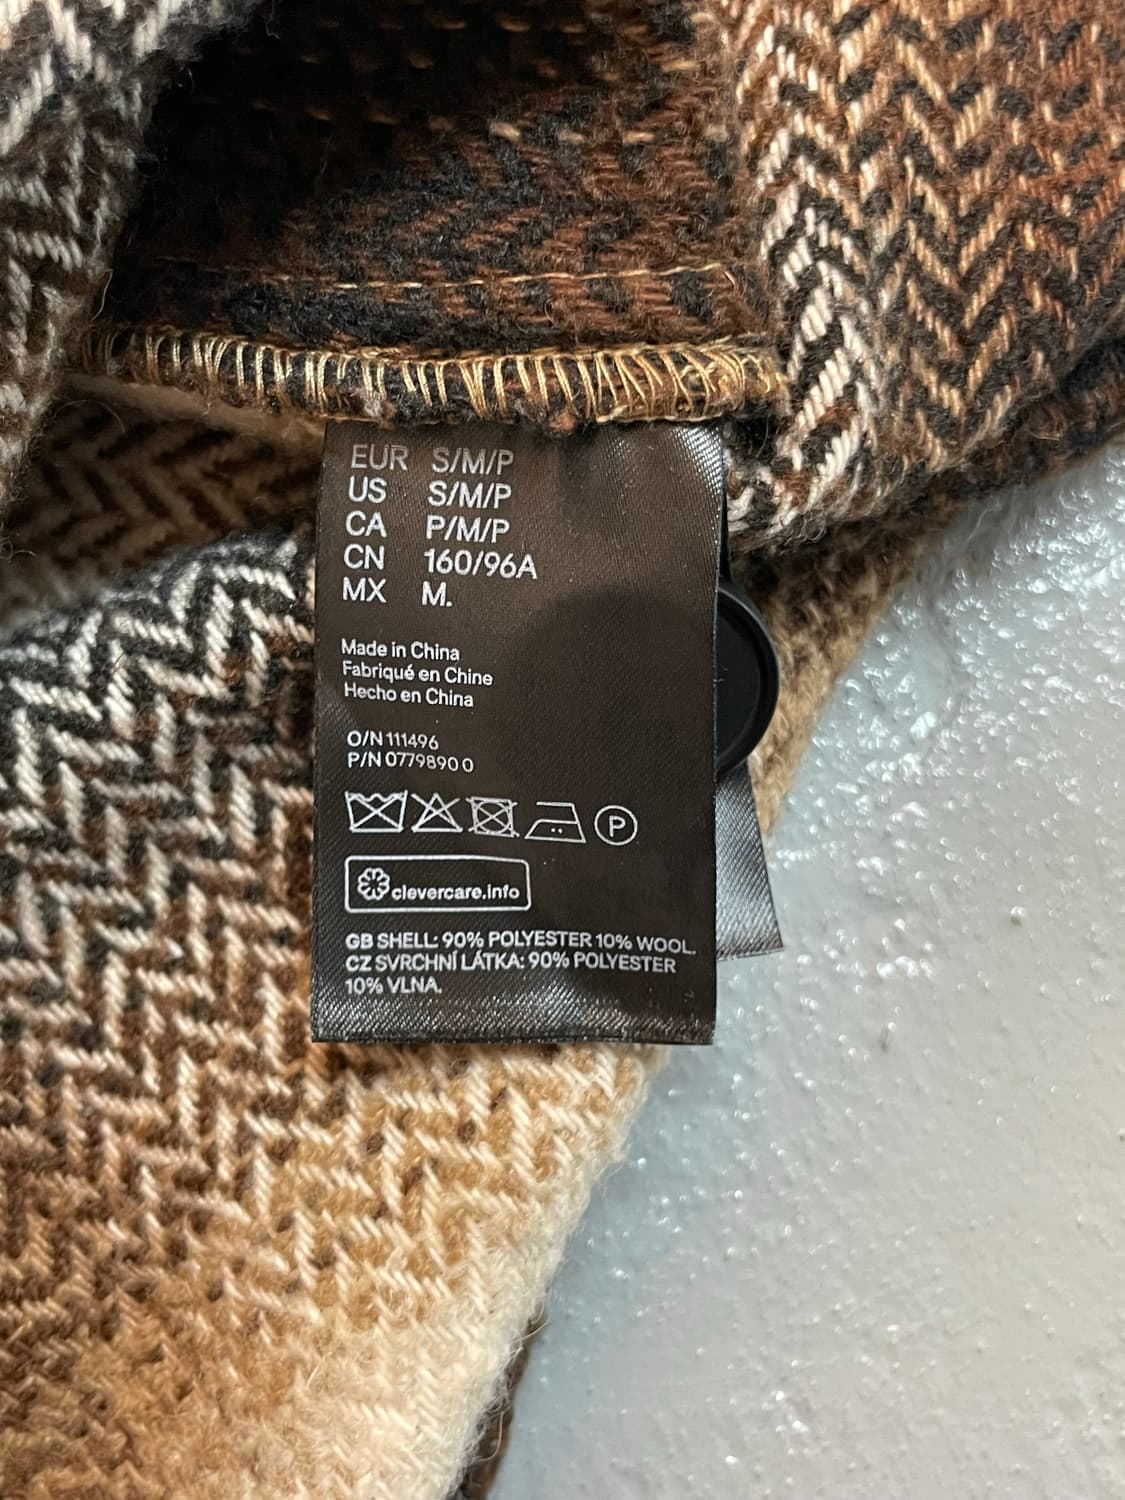 EUR S/M/P
US S/M/P
CA P/M/P
CN 160/96A
MX M.
Made in China
Fabriqué en Chine
Hecho en China
O/N 111496
P/N 0779890 0
P
clevercare.info
GB SHELL: 90% POLYESTER 10% WOOL.
CZ SVRCHNÍ LÁTKA: 90% POLYESTER
10% VLNA.